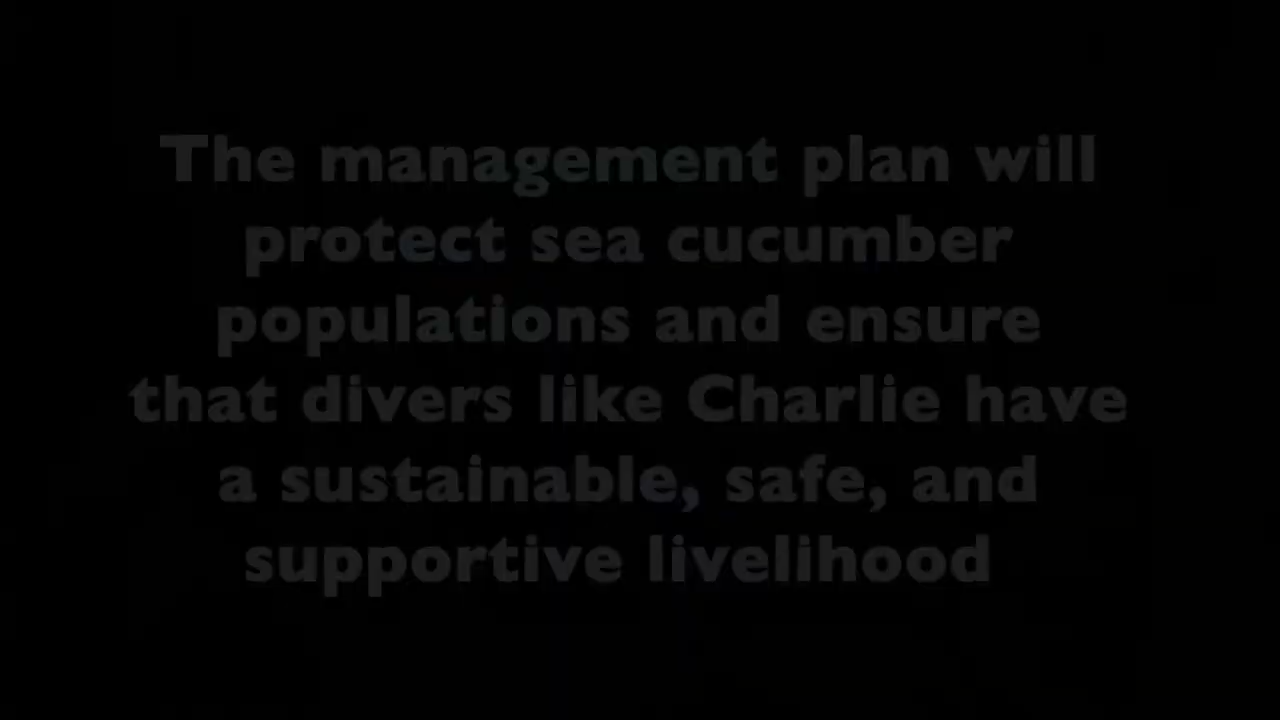 The management plan will
protect sea cucumber
populations and ensure
that divers like Charlie have
a sustainable, safe, and
supportive livelihood